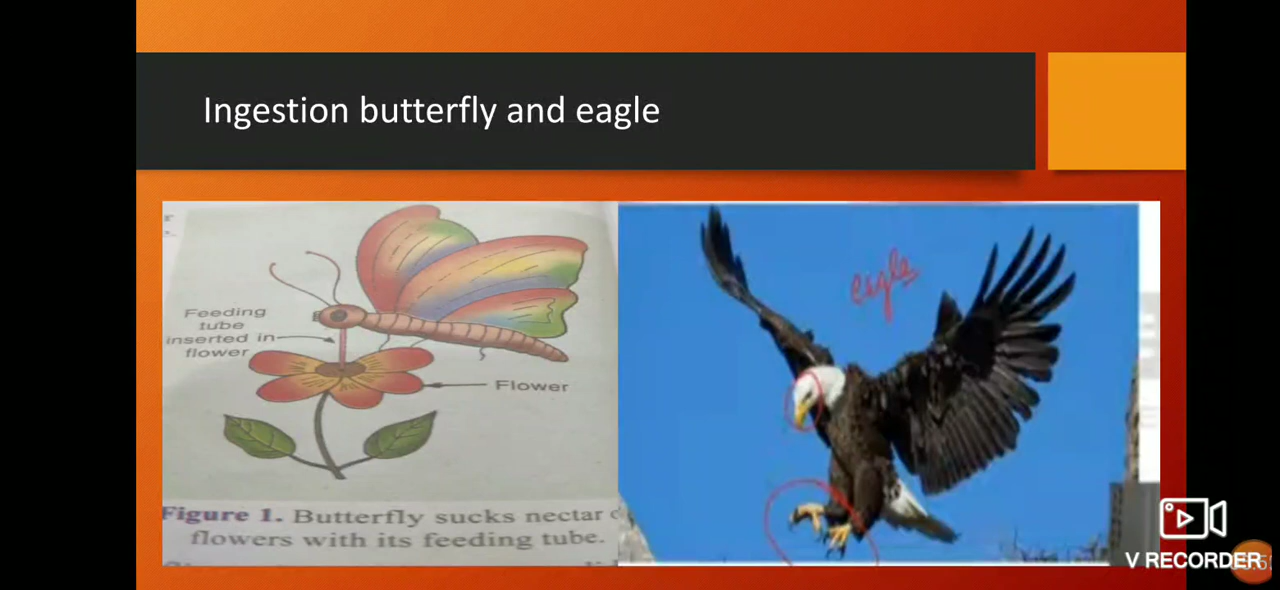 Ingestion butterfly and eagle
Feeding
tube
inserted in
flower
Flower
Figure 1. Butterfly sucks nectar
flowers with its feeding tube.
eagle
V RECORDER